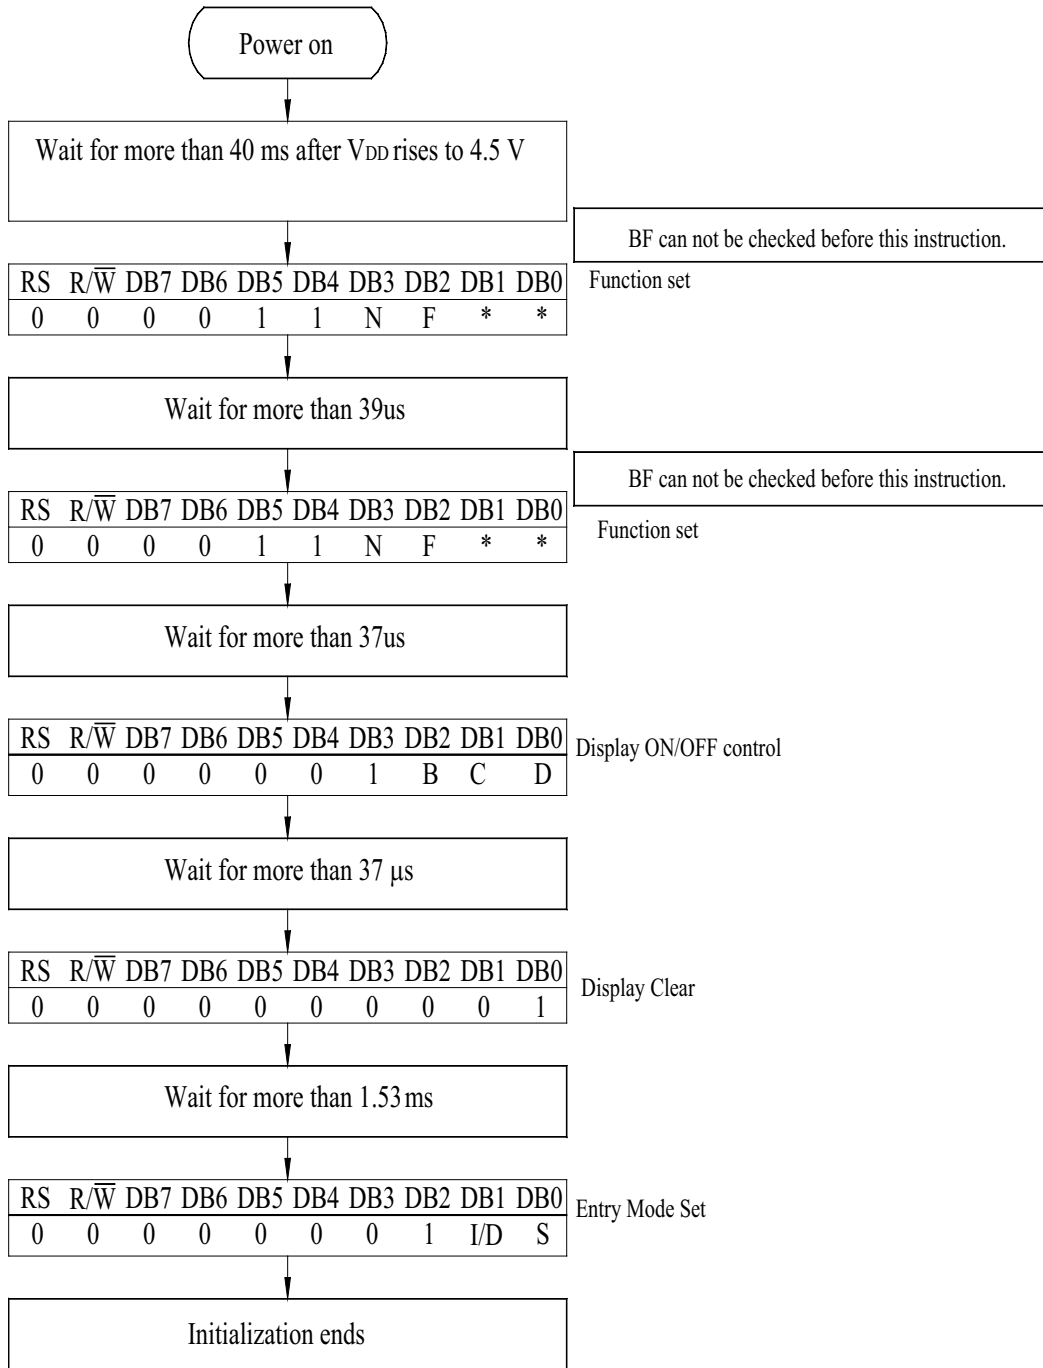 Power on
Wait for more than 40 ms after VDD rises to 4.5 V
BF can not be checked before this instruction.
RS R/W̅ DB7 DB6 DB5 DB4 DB3 DB2 DB1 DB0
Function set
0 0 0 0 1 1 N F * *
Wait for more than 39us
BF can not be checked before this instruction.
RS R/W̅ DB7 DB6 DB5 DB4 DB3 DB2 DB1 DB0
Function set
0 0 0 0 1 1 N F * *
Wait for more than 37us
RS R/W̅ DB7 DB6 DB5 DB4 DB3 DB2 DB1 DB0
Display ON/OFF control
0 0 0 0 0 0 1 B C D
Wait for more than 37 μs
RS R/W̅ DB7 DB6 DB5 DB4 DB3 DB2 DB1 DB0
Display Clear
0 0 0 0 0 0 0 0 0 1
Wait for more than 1.53 ms
RS R/W̅ DB7 DB6 DB5 DB4 DB3 DB2 DB1 DB0
Entry Mode Set
0 0 0 0 0 0 0 1 I/D S
Initialization ends